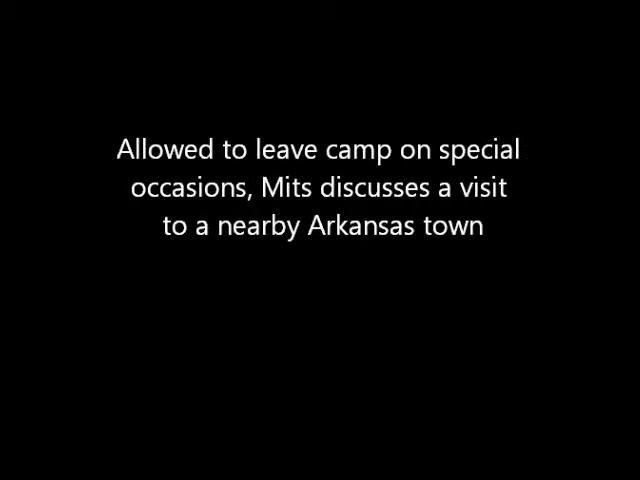 Allowed to leave camp on special
occasions, Mits discusses a visit
to a nearby Arkansas town